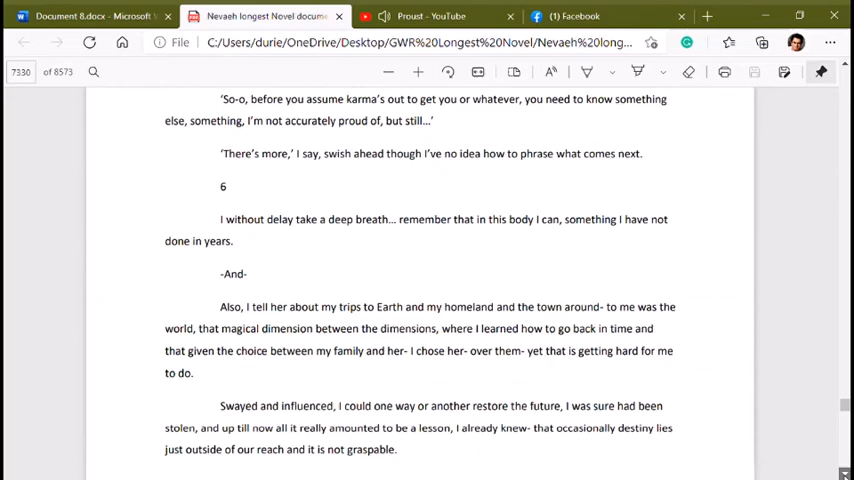 Document 8.docx - Microsoft W
Nevaeh longest Novel docume
Proust - YouTube
(1) Facebook
File
C:/Users/durie/OneDrive/Desktop/GWR%20Longest%20Novel/Nevaeh%20long...
7330 of 8573
‘So-o, before you assume karma’s out to get you or whatever, you need to know something
else, something, I’m not accurately proud of, but still…’
‘There’s more,’ I say, swish ahead though I’ve no idea how to phrase what comes next.
6
I without delay take a deep breath… remember that in this body I can, something I have not
done in years.
-And-
Also, I tell her about my trips to Earth and my homeland and the town around- to me was the
world, that magical dimension between the dimensions, where I learned how to go back in time and
that given the choice between my family and her- I chose her- over them- yet that is getting hard for me
to do.
Swayed and influenced, I could one way or another restore the future, I was sure had been
stolen, and up till now all it really amounted to be a lesson, I already knew- that occasionally destiny lies
just outside of our reach and it is not graspable.